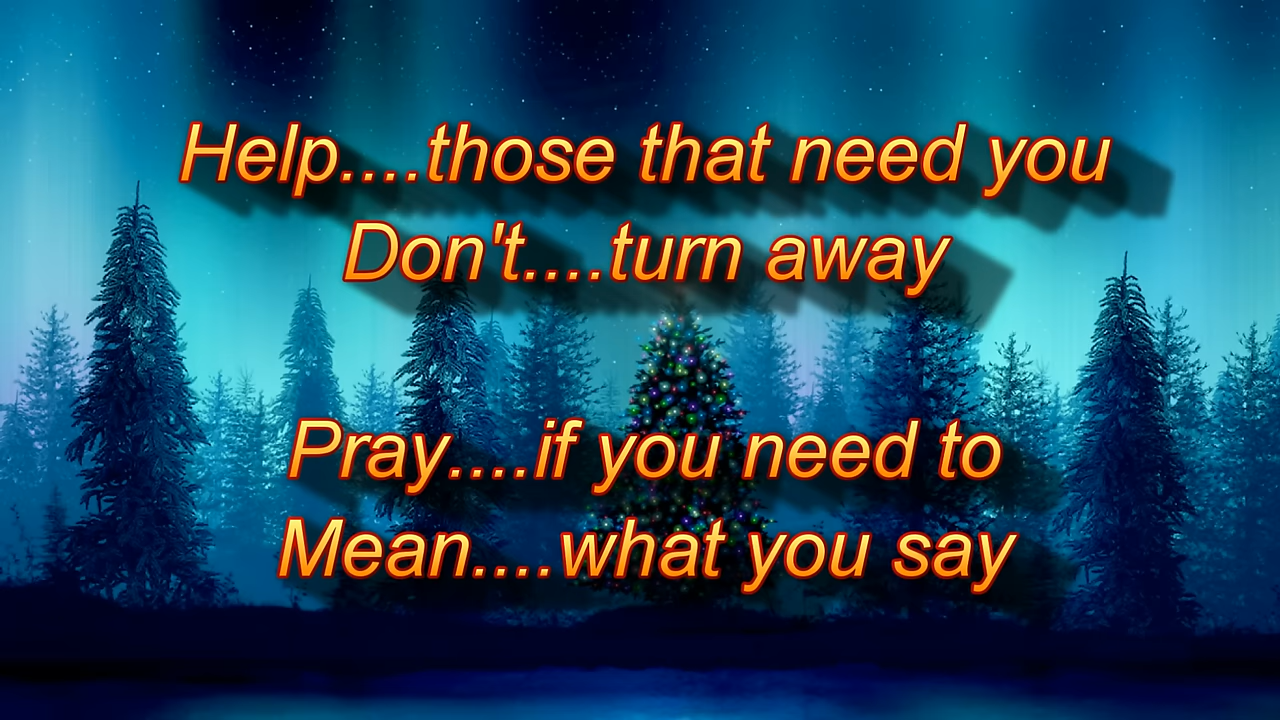 Help....those that need you
Don't....turn away
Pray....if you need to
Mean....what you say